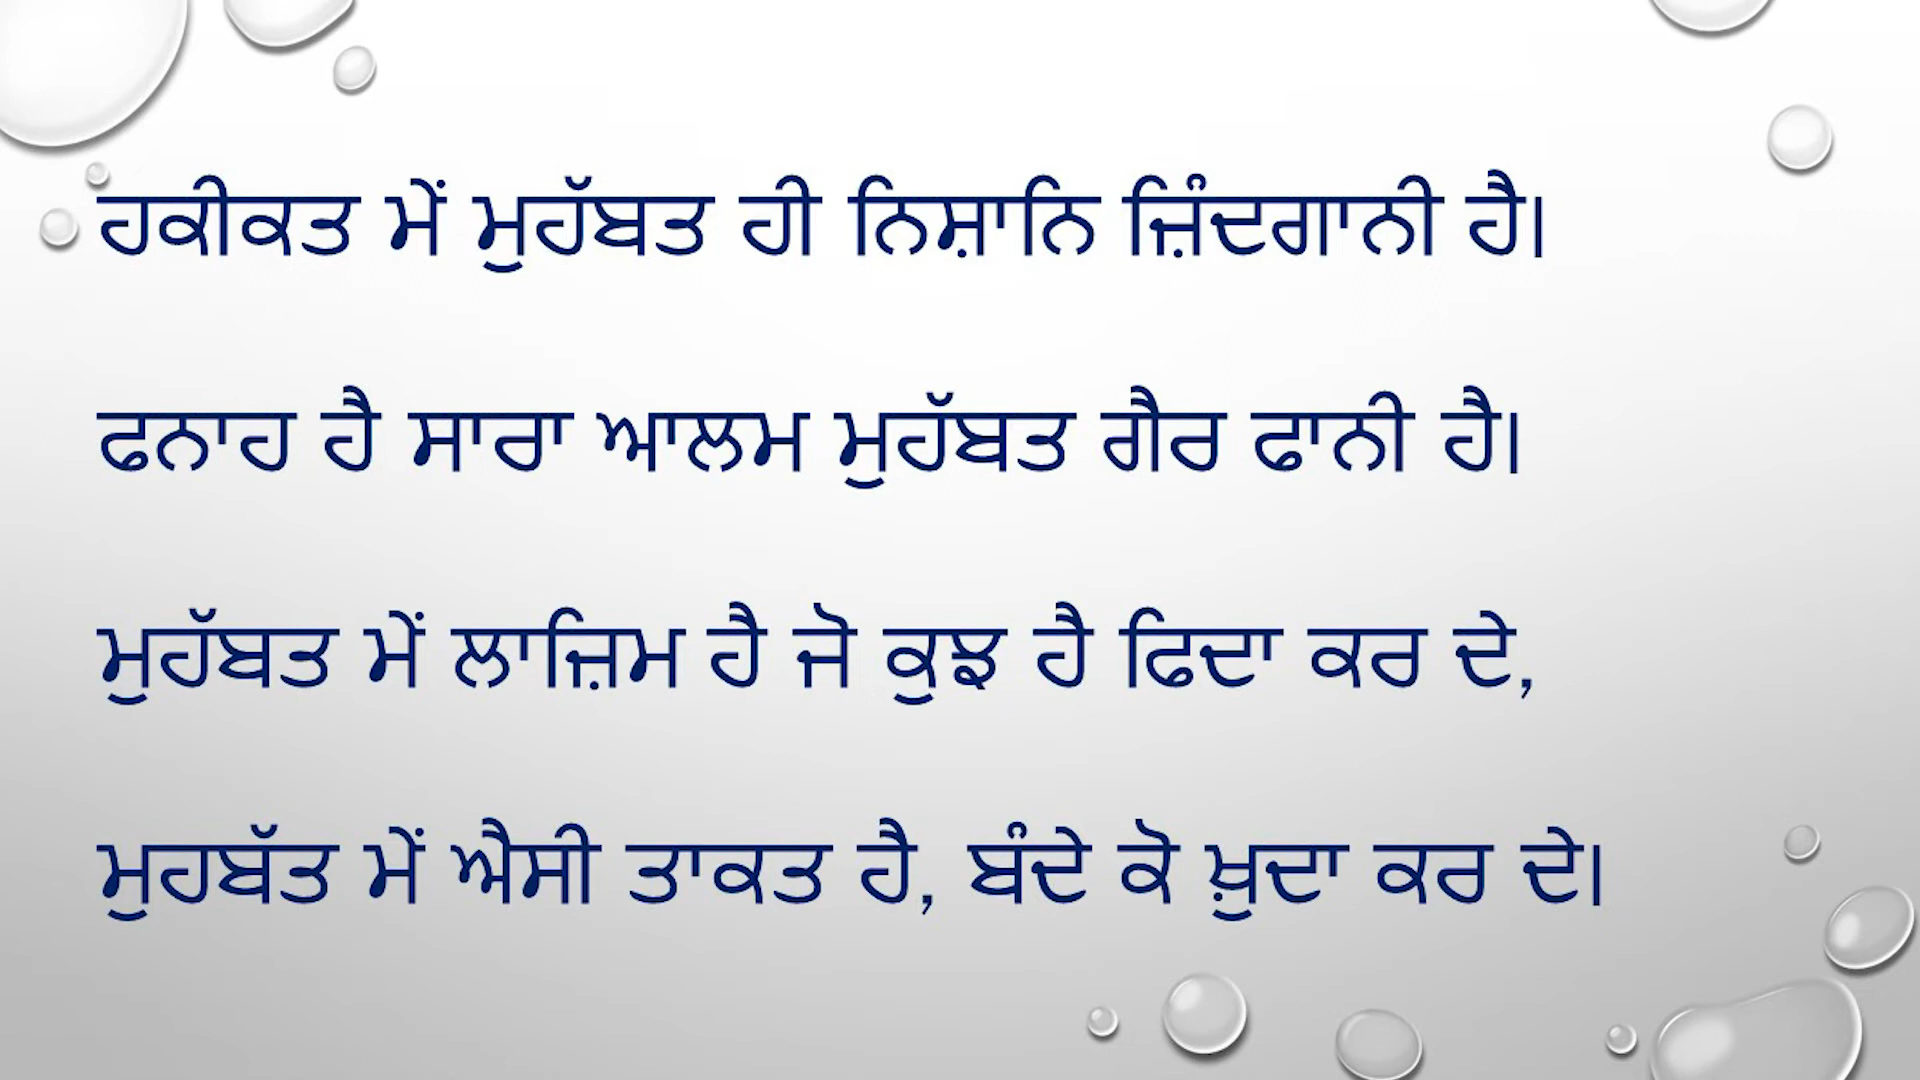 ਹਕੀਕਤ ਮੇਂ ਮੁਹੱਬਤ ਹੀ ਨਿਸ਼ਾਨਿ ਜ਼ਿੰਦਗਾਨੀ ਹੈ।
ਫਨਾਹ ਹੈ ਸਾਰਾ ਆਲਮ ਮੁਹੱਬਤ ਗੈਰ ਫਾਨੀ ਹੈ।
ਮੁਹੱਬਤ ਮੇਂ ਲਾਜ਼ਿਮ ਹੈ ਜੋ ਕੁਝ ਹੈ ਫਿਦਾ ਕਰ ਦੇ,
ਮੁਹਬੱਤ ਮੇਂ ਐਸੀ ਤਾਕਤ ਹੈ, ਬੰਦੇ ਕੋ ਖ਼ੁਦਾ ਕਰ ਦੇ।